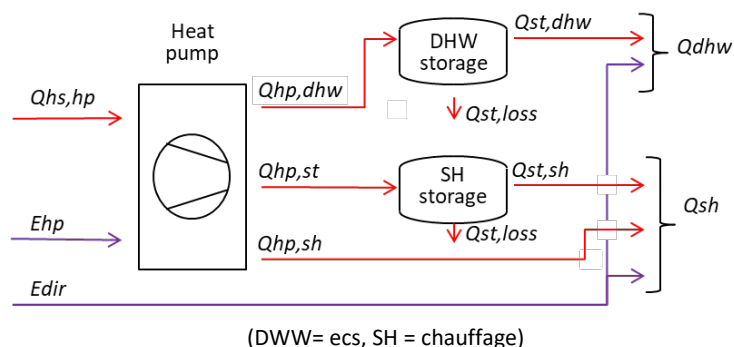 Heat
pump
DHW
storage
Qst,dhw
Qdhw
Qhs,hp
Qhp,dhw
Qst,loss
Qhp,st
SH
storage
Qst,sh
Qsh
Ehp
Qhp,sh
Qst,loss
Edir
(DWW= ecs, SH = chauffage)